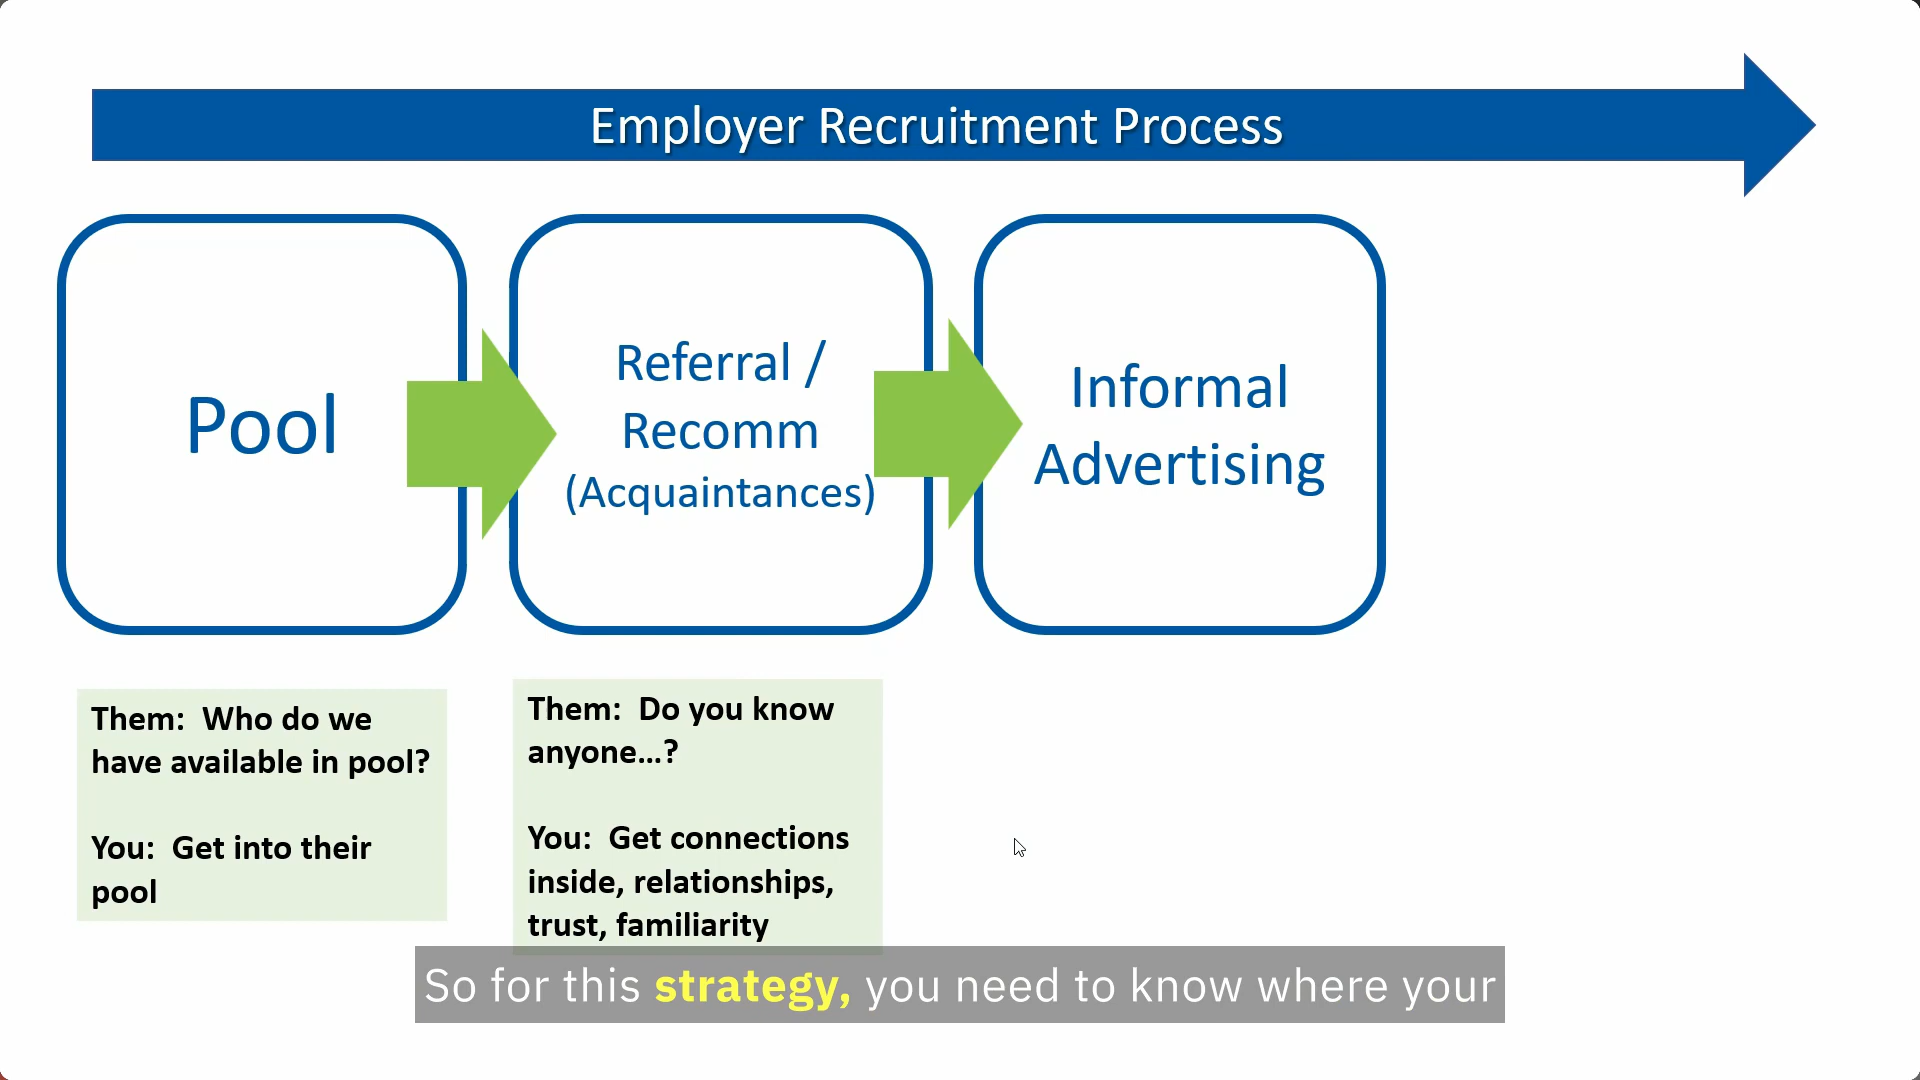 Employer Recruitment Process
Pool
Referral /
Recomm
(Acquaintances)
Informal
Advertising
Them:  Who do we
have available in pool?
You:  Get into their
pool
Them:  Do you know
anyone...?
You:  Get connections
inside, relationships,
trust, familiarity
So for this strategy, you need to know where your